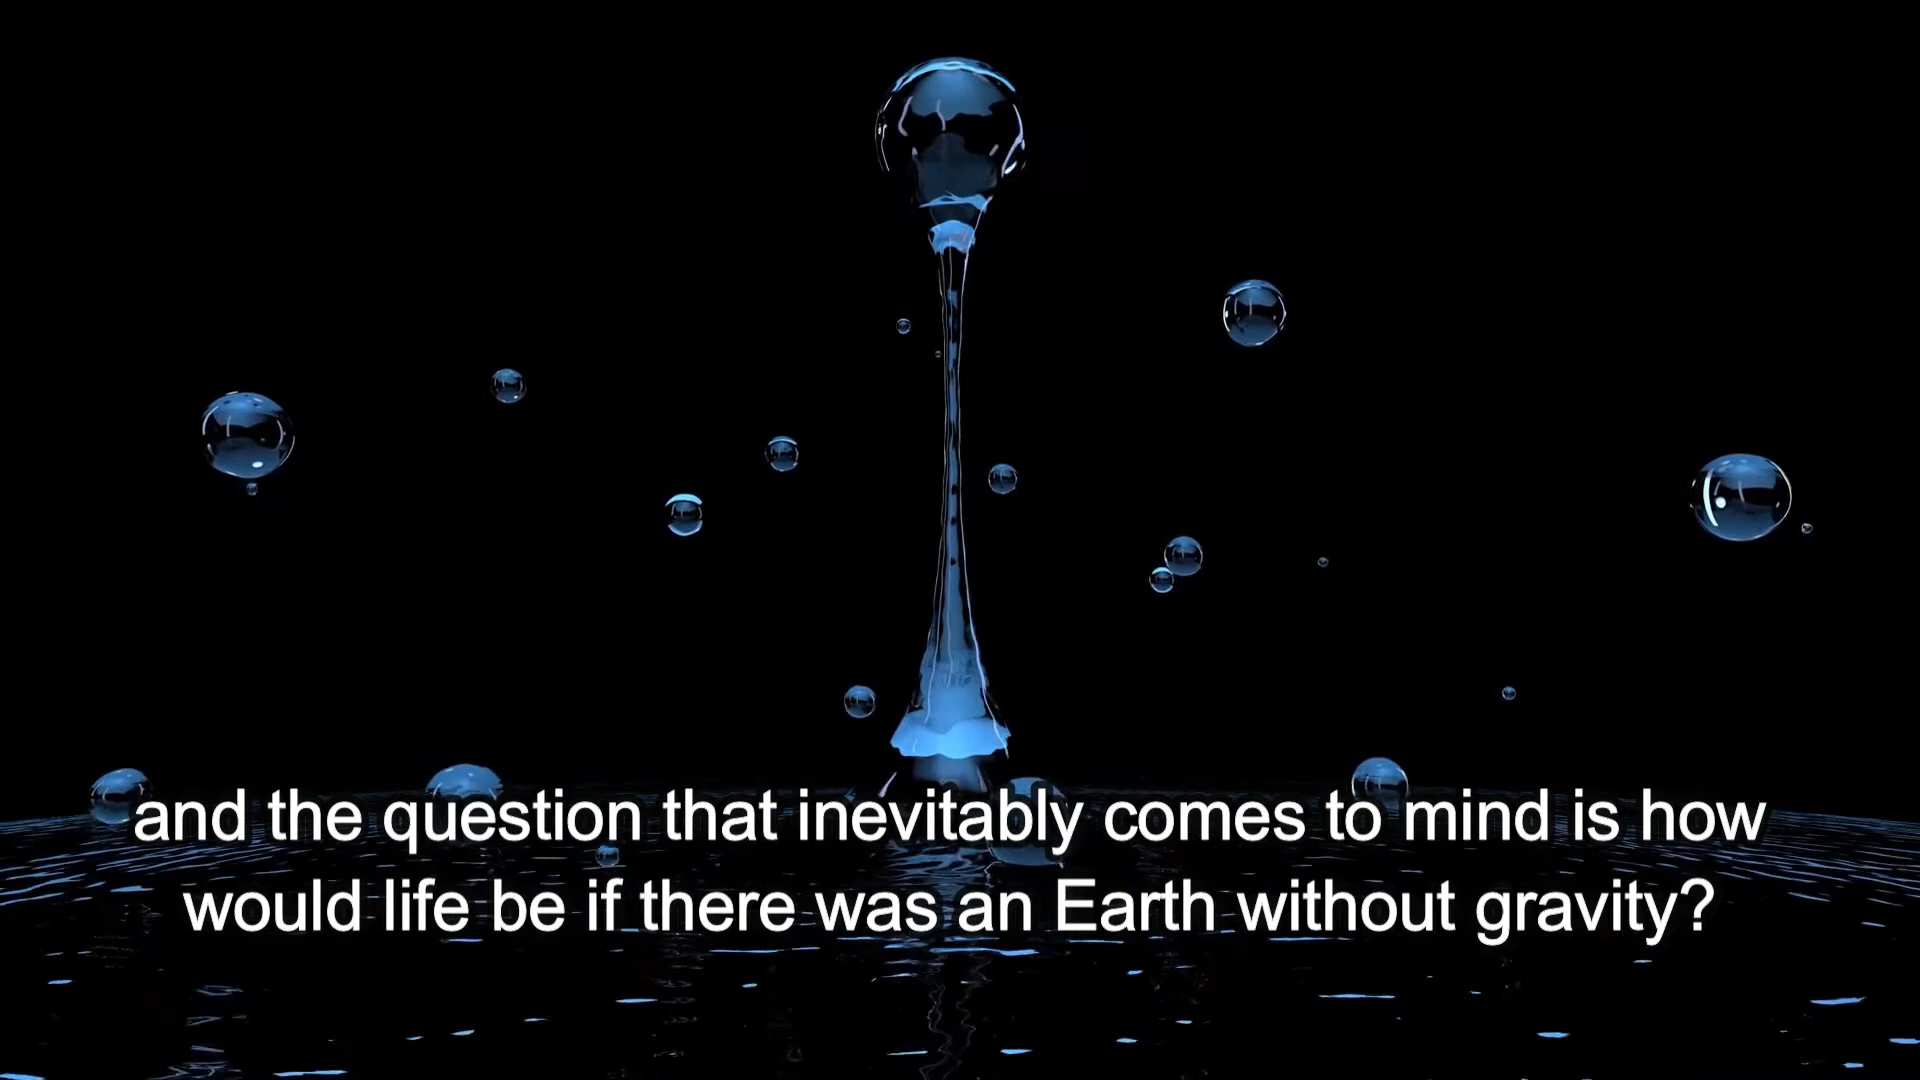 and the question that inevitably comes to mind is how
would life be if there was an Earth without gravity?